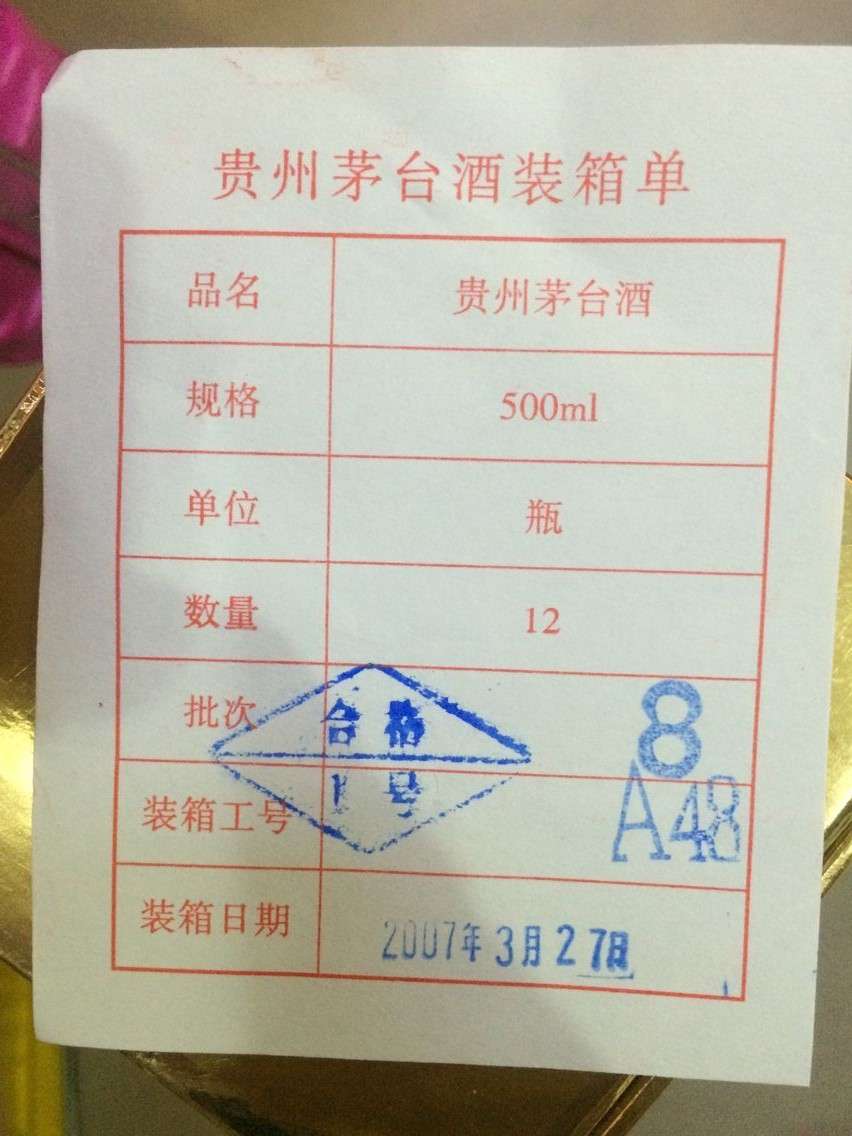 贵州茅台酒装箱单
品名 贵州茅台酒
规格 500ml
单位 瓶
数量 12
批次 8
合格
1号
装箱工号 A48
装箱日期 2007年3月27日